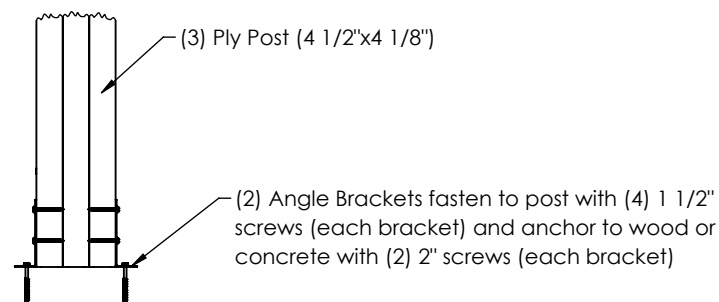 (3) Ply Post (4 1/2"x4 1/8")
(2) Angle Brackets fasten to post with (4) 1 1/2"
screws (each bracket) and anchor to wood or
concrete with (2) 2" screws (each bracket)